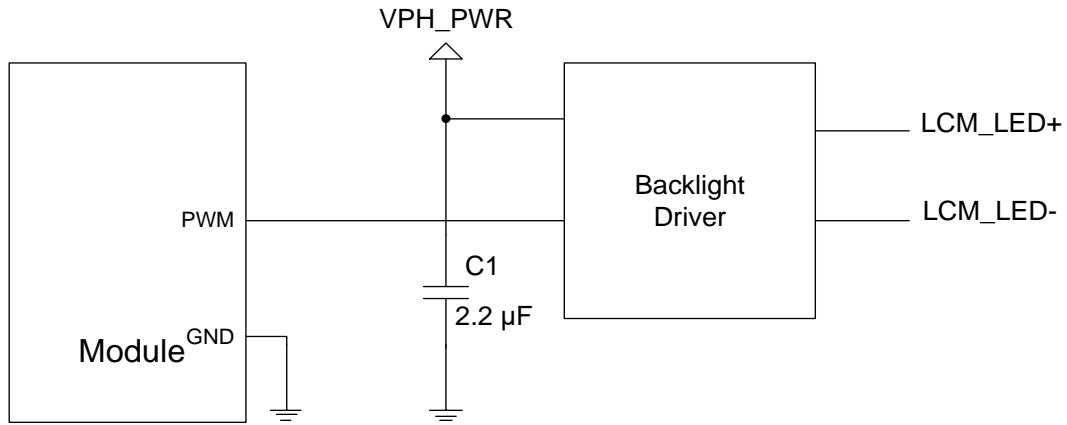 VPH_PWR
LCM_LED+
Backlight
Driver
PWM
LCM_LED-
C1
2.2 µF
GND
Module